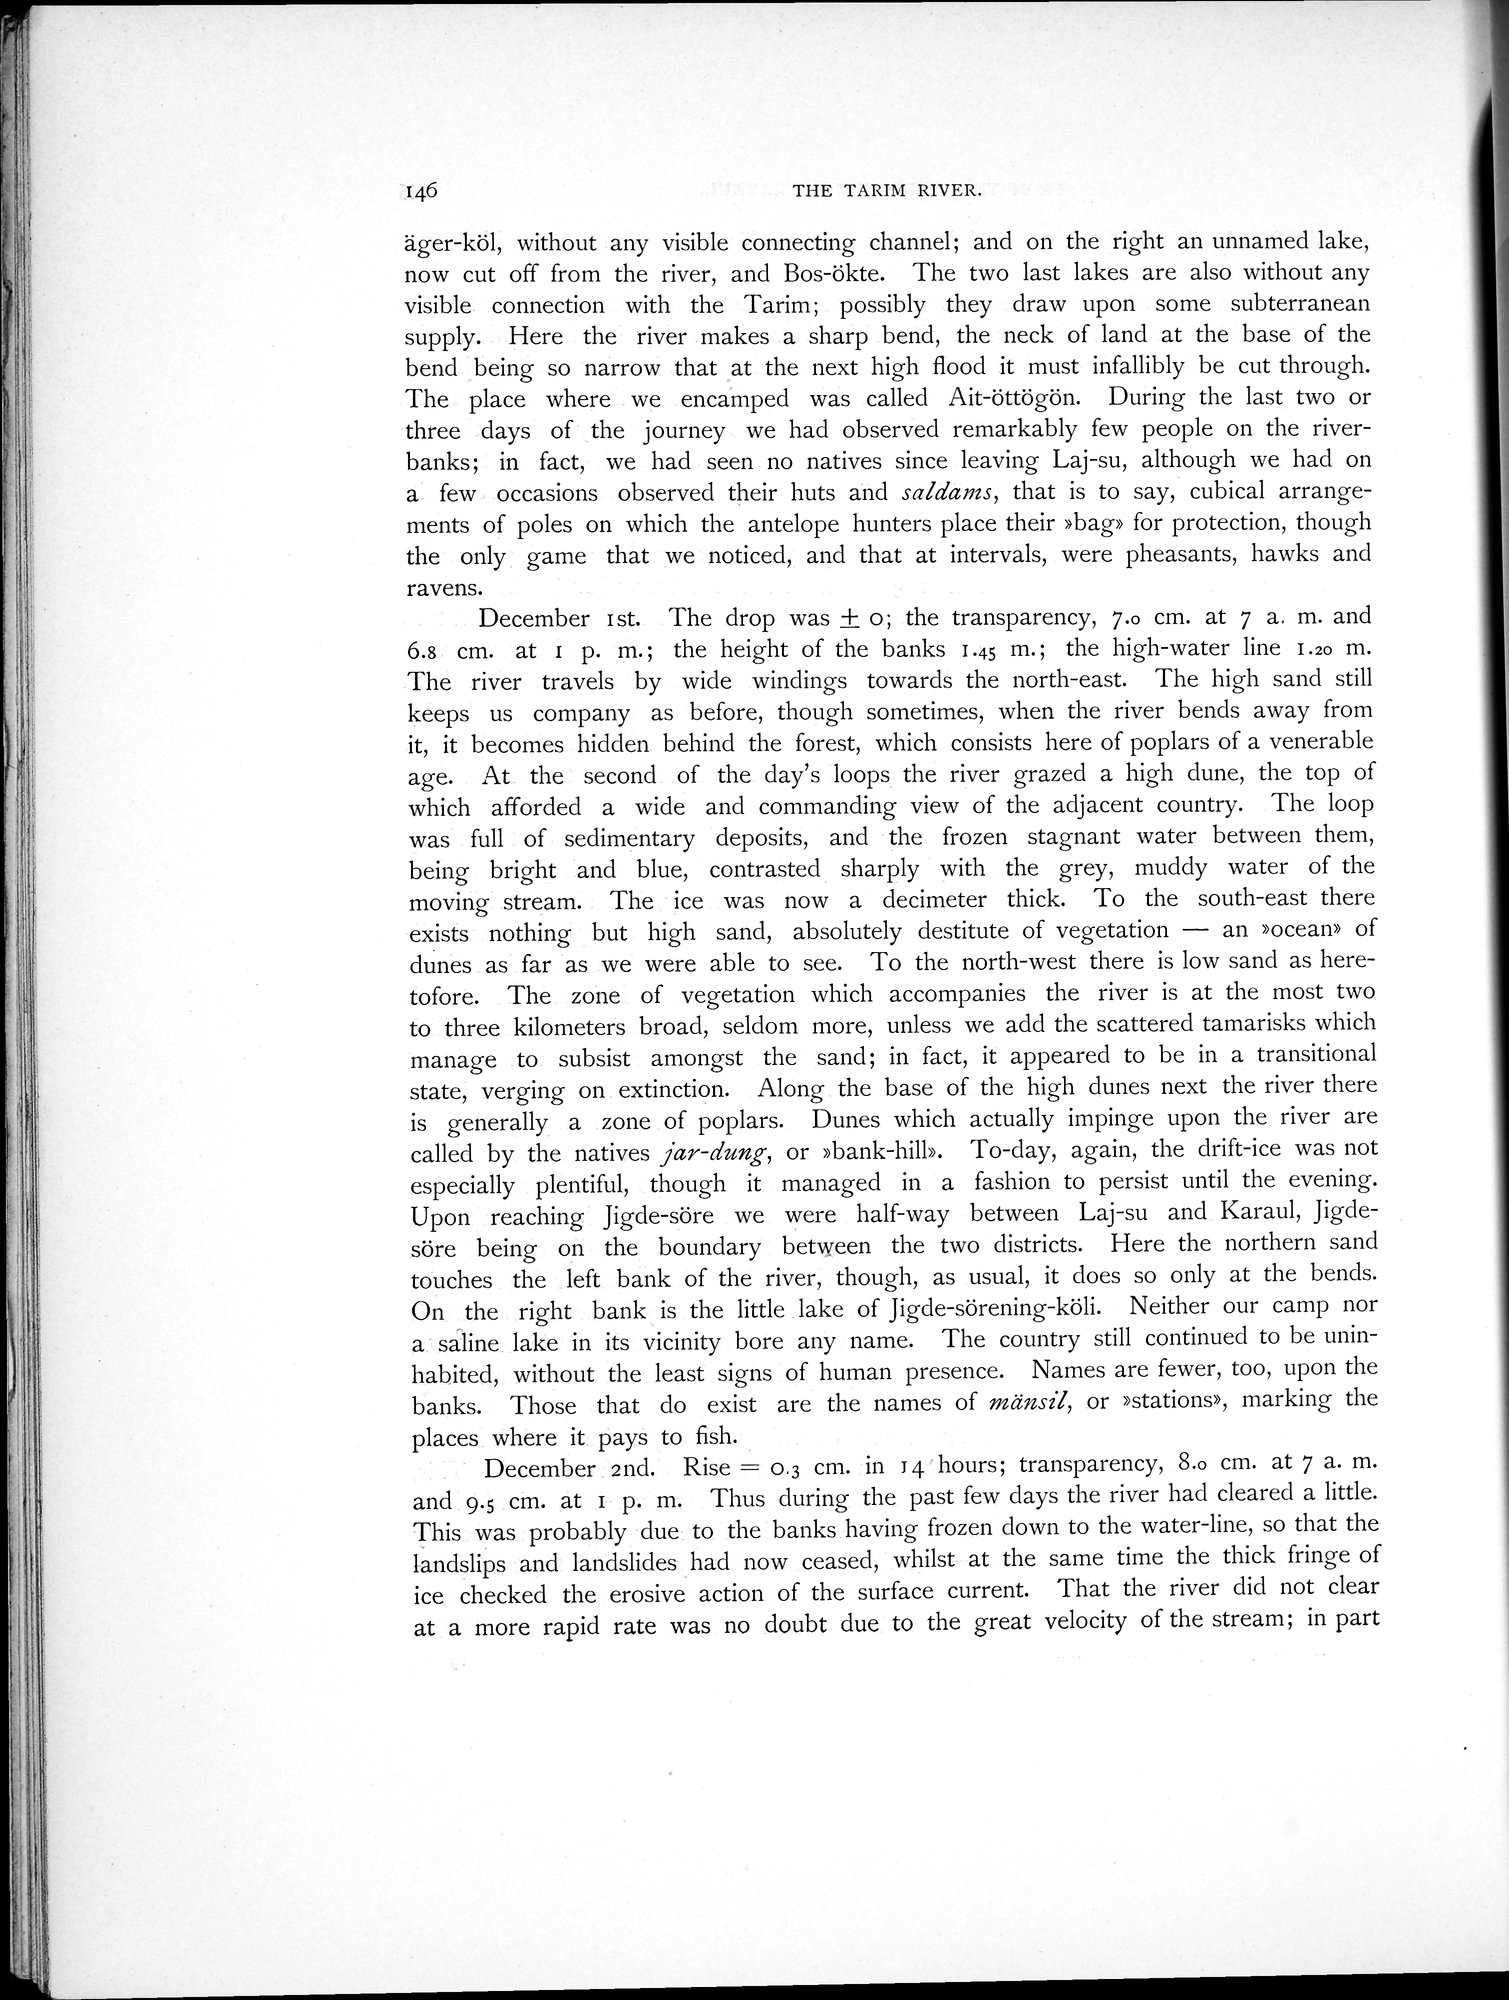 146 THE TARIM RIVER.
äger-köl, without any visible connecting channel; and on the right an unnamed lake,
now cut off from the river, and Bos-ökte. The two last lakes are also without any
visible connection with the Tarim; possibly they draw upon some subterranean
supply. Here the river makes a sharp bend, the neck of land at the base of the
bend being so narrow that at the next high flood it must infallibly be cut through.
The place where we encamped was called Ait-öttögön. During the last two or
three days of the journey we had observed remarkably few people on the river-
banks; in fact, we had seen no natives since leaving Laj-su, although we had on
a few occasions observed their huts and saldams, that is to say, cubical arrange-
ments of poles on which the antelope hunters place their »bag» for protection, though
the only game that we noticed, and that at intervals, were pheasants, hawks and
ravens.
December 1st. The drop was ± 0; the transparency, 7.0 cm. at 7 a. m. and
6.8 cm. at 1 p. m.; the height of the banks 1.45 m.; the high-water line 1.20 m.
The river travels by wide windings towards the north-east. The high sand still
keeps us company as before, though sometimes, when the river bends away from
it, it becomes hidden behind the forest, which consists here of poplars of a venerable
age. At the second of the day's loops the river grazed a high dune, the top of
which afforded a wide and commanding view of the adjacent country. The loop
was full of sedimentary deposits, and the frozen stagnant water between them,
being bright and blue, contrasted sharply with the grey, muddy water of the
moving stream. The ice was now a decimeter thick. To the south-east there
exists nothing but high sand, absolutely destitute of vegetation — an »ocean» of
dunes as far as we were able to see. To the north-west there is low sand as here-
tofore. The zone of vegetation which accompanies the river is at the most two
to three kilometers broad, seldom more, unless we add the scattered tamarisks which
manage to subsist amongst the sand; in fact, it appeared to be in a transitional
state, verging on extinction. Along the base of the high dunes next the river there
is generally a zone of poplars. Dunes which actually impinge upon the river are
called by the natives jar-dung, or »bank-hill». To-day, again, the drift-ice was not
especially plentiful, though it managed in a fashion to persist until the evening.
Upon reaching Jigde-söre we were half-way between Laj-su and Karaul, Jigde-
söre being on the boundary between the two districts. Here the northern sand
touches the left bank of the river, though, as usual, it does so only at the bends.
On the right bank is the little lake of Jigde-sörening-köli. Neither our camp nor
a saline lake in its vicinity bore any name. The country still continued to be unin-
habited, without the least signs of human presence. Names are fewer, too, upon the
banks. Those that do exist are the names of mänsil, or »stations», marking the
places where it pays to fish.
December 2nd. Rise = 0.3 cm. in 14 hours; transparency, 8.0 cm. at 7 a. m.
and 9.5 cm. at 1 p. m. Thus during the past few days the river had cleared a little.
This was probably due to the banks having frozen down to the water-line, so that the
landslips and landslides had now ceased, whilst at the same time the thick fringe of
ice checked the erosive action of the surface current. That the river did not clear
at a more rapid rate was no doubt due to the great velocity of the stream; in part